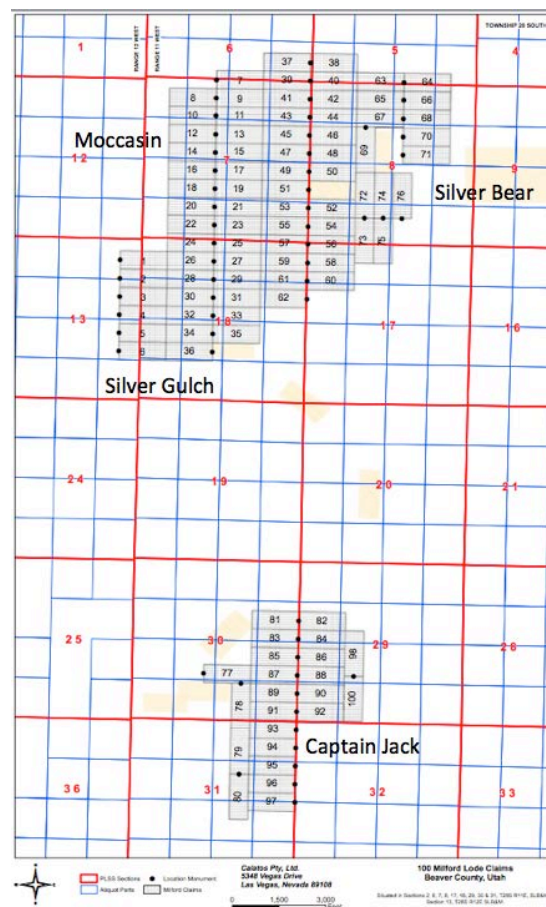 TOWNSHIP 28 SOUTH
RANGE 12 WEST
RANGE 11 WEST
1
6
5
4
37 38
7 39 40 63 64
8 9 41 42 65 66
10 11 43 44 67 68
Moccasin
12 13 45 46 69 70
12
14 15 47 48 71
7
8
9
16 17 49 50
18 19 51 72 74 76
Silver Bear
20 21 53 52
22 23 55 54 73 75
24 25 57 56
1 26 27 59 58
2 28 29 61 60
3 30 31 62
13
4 32 33
18
17
16
5 34 35
6 36
Silver Gulch
24
19
20
21
81 82
25
30
29
28
83 84
85 86 98
77 87 88
78 89 90 100
91 92
93
Captain Jack
79 94
95
36
31
32
33
80 96
97
PLSS Sections
Location Monument
Aliquot Parts
Milford Claims
Calatos Pty, Ltd.
5348 Vegas Drive
Las Vegas, Nevada 89108
0 1,500 3,000
Feet
100 Milford Lode Claims
Beaver County, Utah